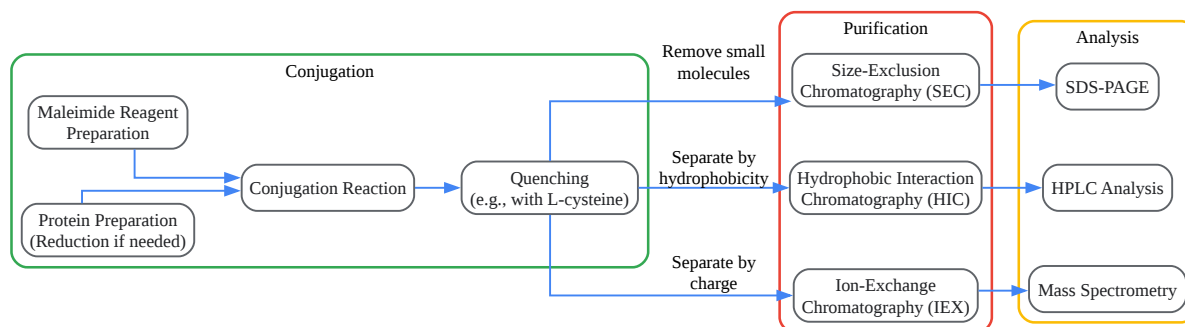 Conjugation
Maleimide Reagent
Preparation
Protein Preparation
(Reduction if needed)
Conjugation Reaction
Quenching
(e.g., with L-cysteine)
Remove small
molecules
Separate by
hydrophobicity
Separate by
charge
Purification
Size-Exclusion
Chromatography (SEC)
Hydrophobic Interaction
Chromatography (HIC)
Ion-Exchange
Chromatography (IEX)
Analysis
SDS-PAGE
HPLC Analysis
Mass Spectrometry